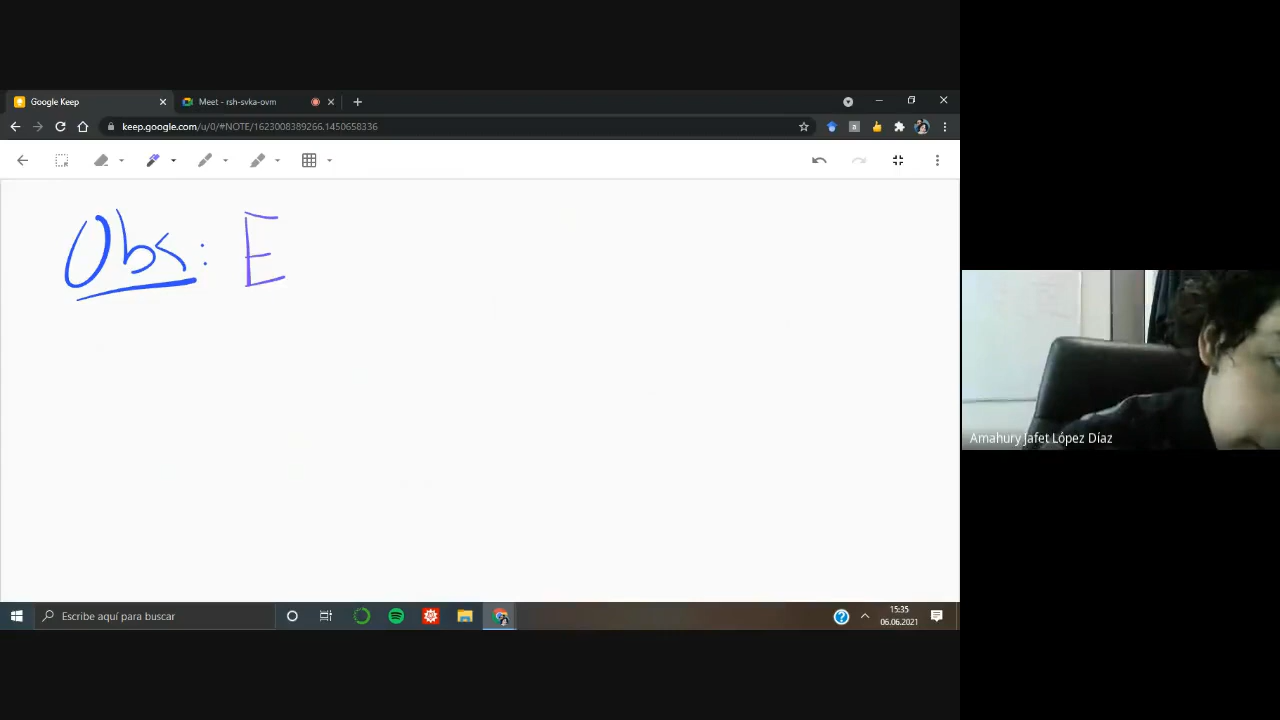 Google Keep
Meet - rsh-svka-ovm
keep.google.com/u/0/#NOTE/1623008389266.1450658336
a
Obs: E
Amahury Jafet López Díaz
Escribe aquí para buscar
15:35
06.06.2021